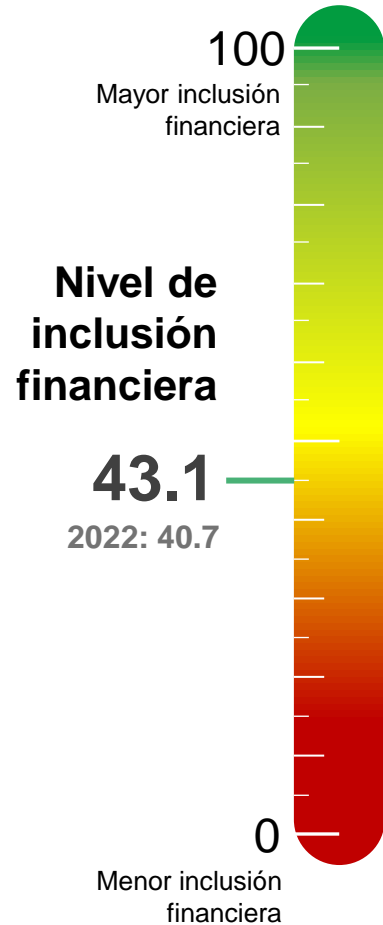 100
Mayor inclusión
financiera
Nivel de
inclusión
financiera
43.1
2022: 40.7
0
Menor inclusión
financiera